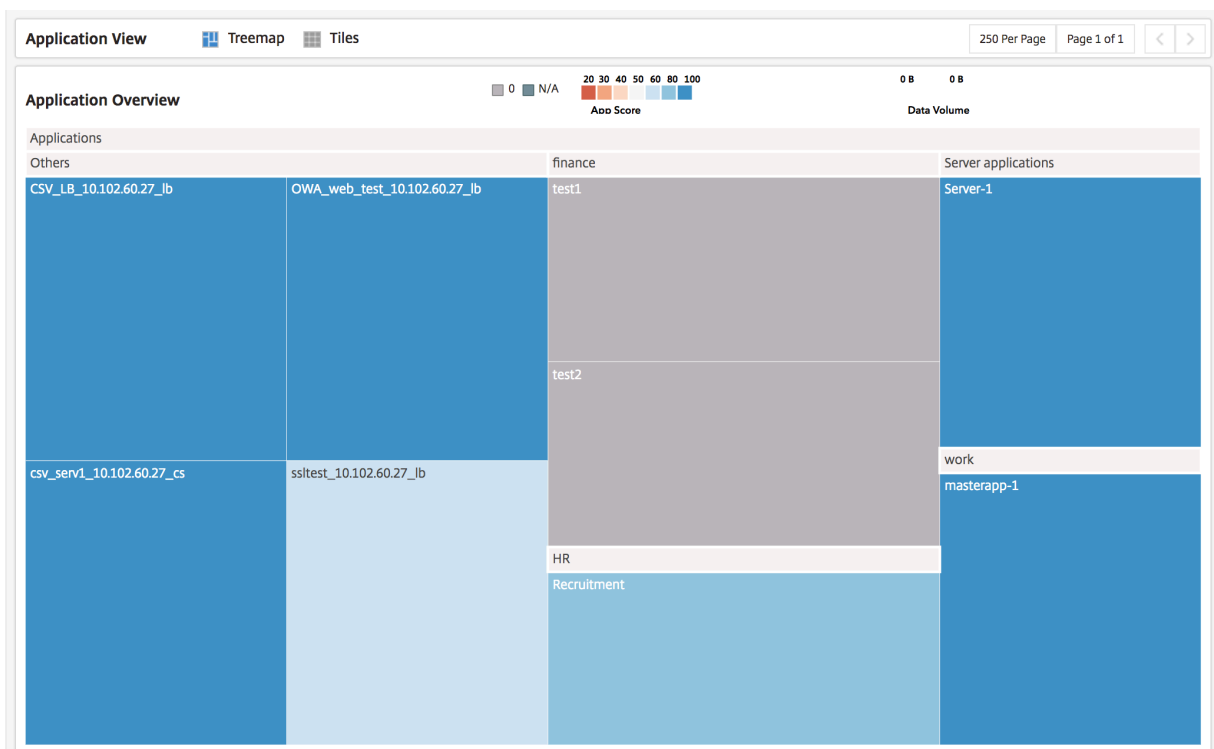 Application View Treemap Tiles 250 Per Page Page 1 of 1 < >
Application Overview
0 N/A
20 30 40 50 60 80 100
App Score
0 B 0 B
Data Volume
Applications
Others finance Server applications
CSV_LB_10.102.60.27_lb OWA_web_test_10.102.60.27_lb test1 Server-1
test2
work
csv_serv1_10.102.60.27_cs ssltest_10.102.60.27_lb
masterapp-1
HR
Recruitment